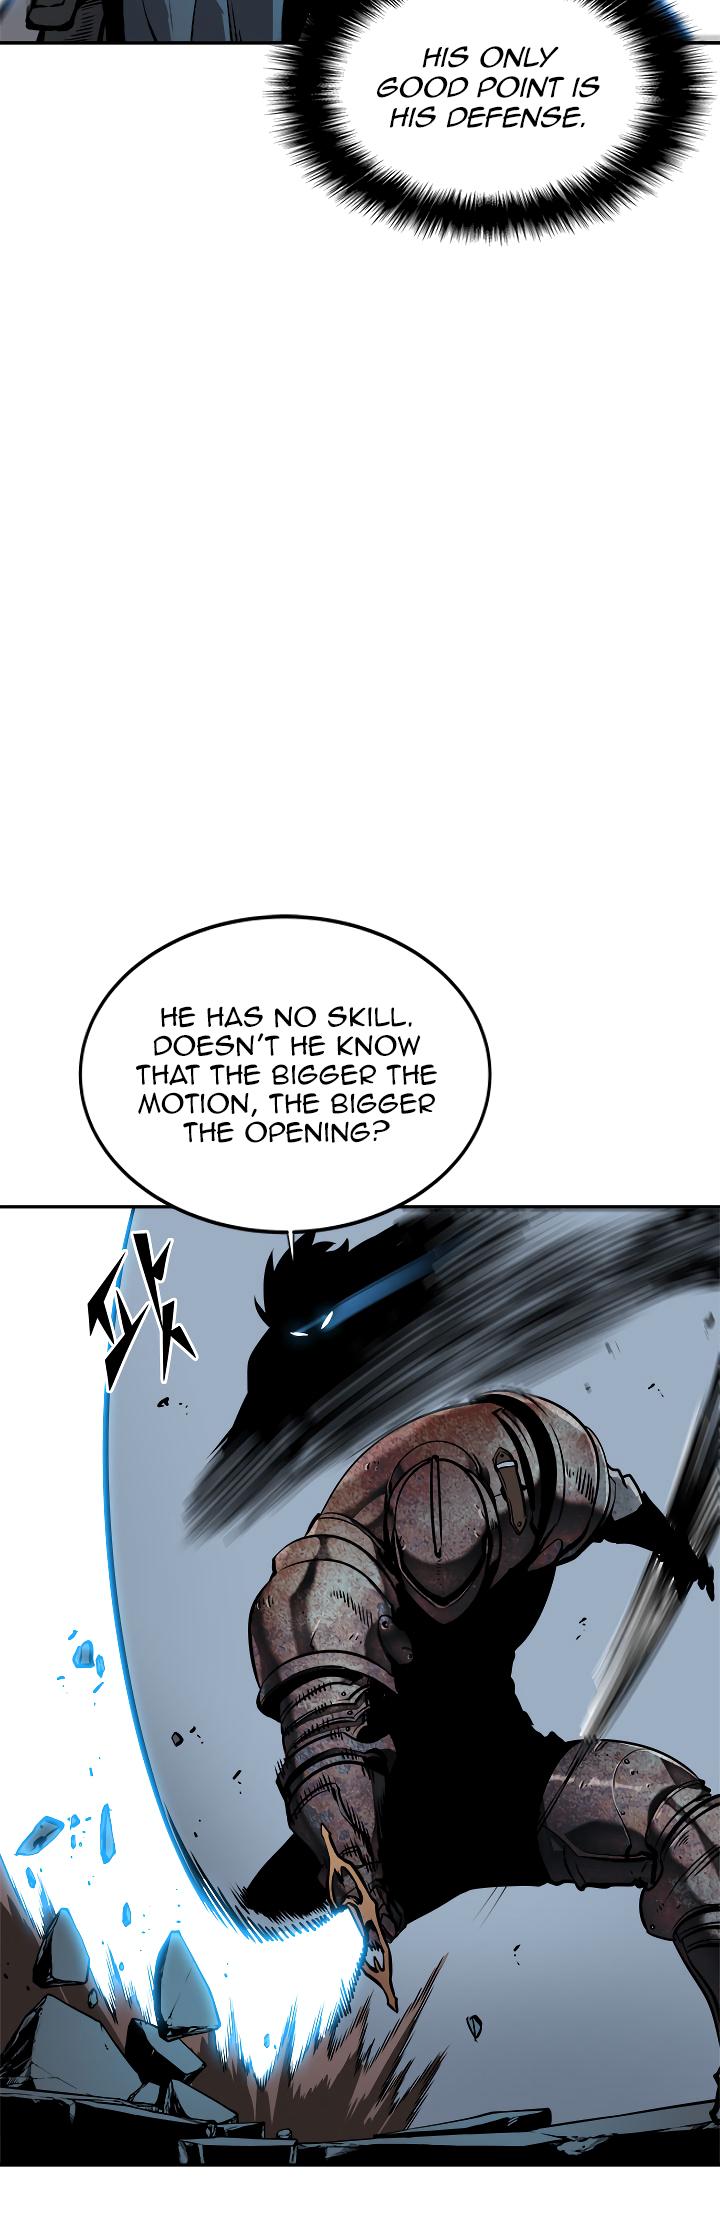 HIS ONLY
GOOD POINT IS
HIS DEFENSE.
HE HAS NO SKILL.
DOESN'T HE KNOW
THAT THE BIGGER THE
MOTION, THE BIGGER
THE OPENING?